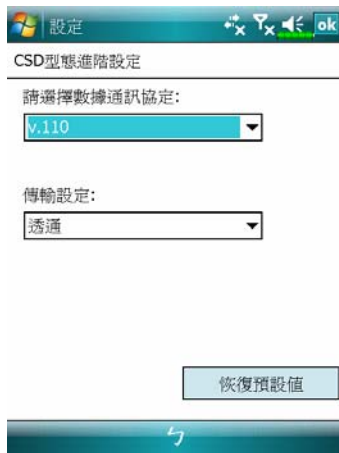 設定 ok
CSD型態進階設定
請選擇數據通訊協定:
v.110
傳輸設定:
透通
恢復預設值
ㄅ